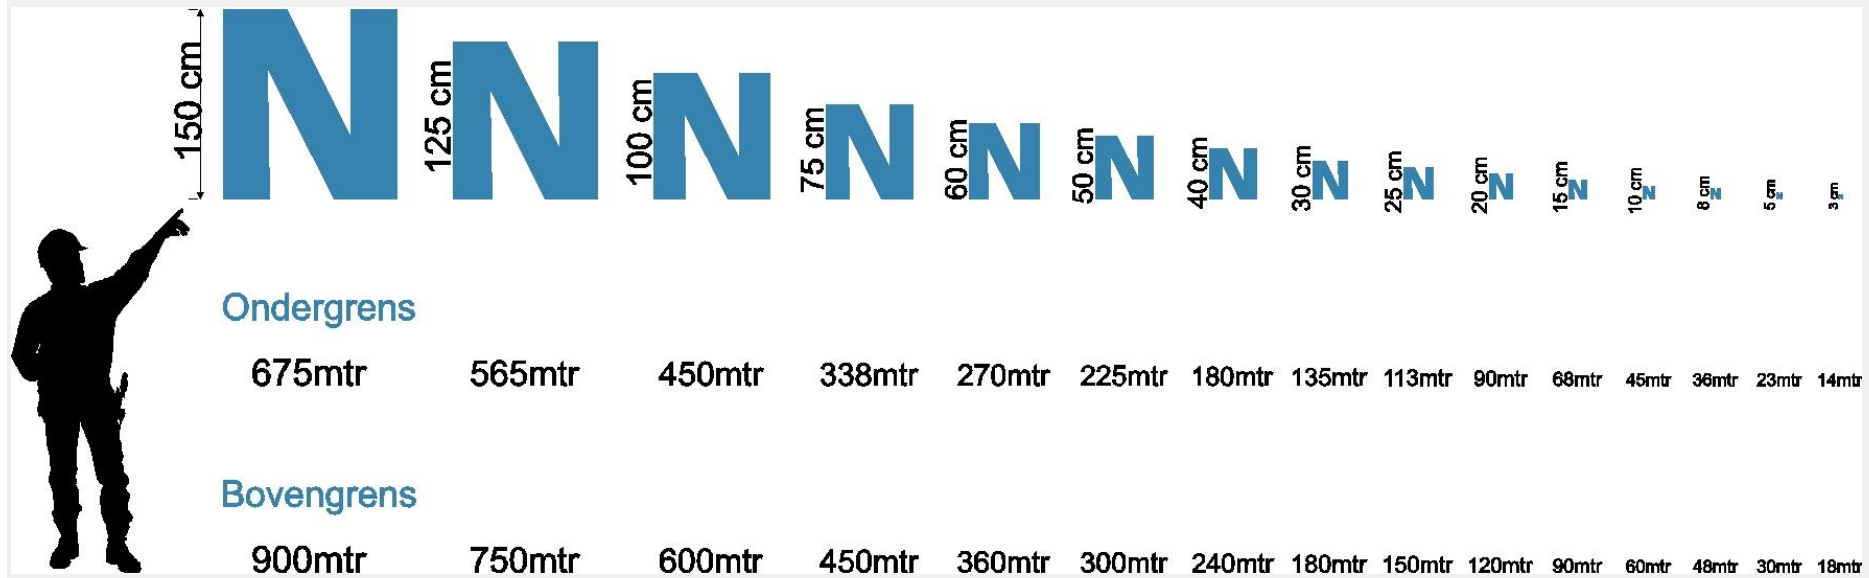 150 cm
N
125 cm
N
100 cm
N
75 cm
N
60 cm
N
50 cm
N
40 cm
N
30 cm
N
25 cm
N
20 cm
N
15 cm
N
10 cm
N
8 cm
N
5 cm
N
3 cm
N
Ondergrens
675mtr 565mtr 450mtr 338mtr 270mtr 225mtr 180mtr 135mtr 113mtr 90mtr 68mtr 45mtr 36mtr 23mtr 14mtr
Bovengrens
900mtr 750mtr 600mtr 450mtr 360mtr 300mtr 240mtr 180mtr 150mtr 120mtr 90mtr 60mtr 48mtr 30mtr 18mtr